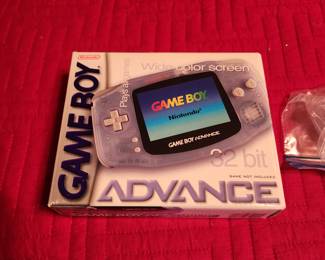 Nintendo
GAME BOY
Wide color screen
GAME BOY
Nintendo
GAME BOY ADVANCE
32 bit
GAME NOT INCLUDED
ADVANCE